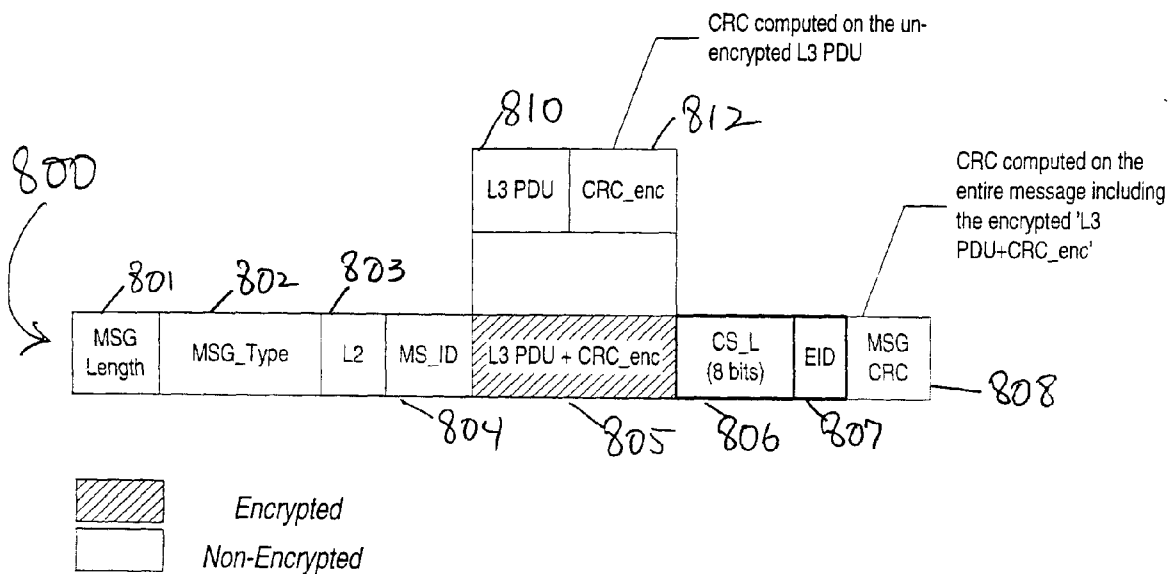 CRC computed on the un-
encrypted L3 PDU
810
812
800
L3 PDU
CRC_enc
CRC computed on the
entire message including
the encrypted 'L3
PDU+CRC_enc'
801
802
803
MSG
Length
MSG_Type
L2
MS_ID
L3 PDU + CRC_enc
CS_L
(8 bits)
EID
MSG
CRC
804
805
806
807
808
Encrypted
Non-Encrypted